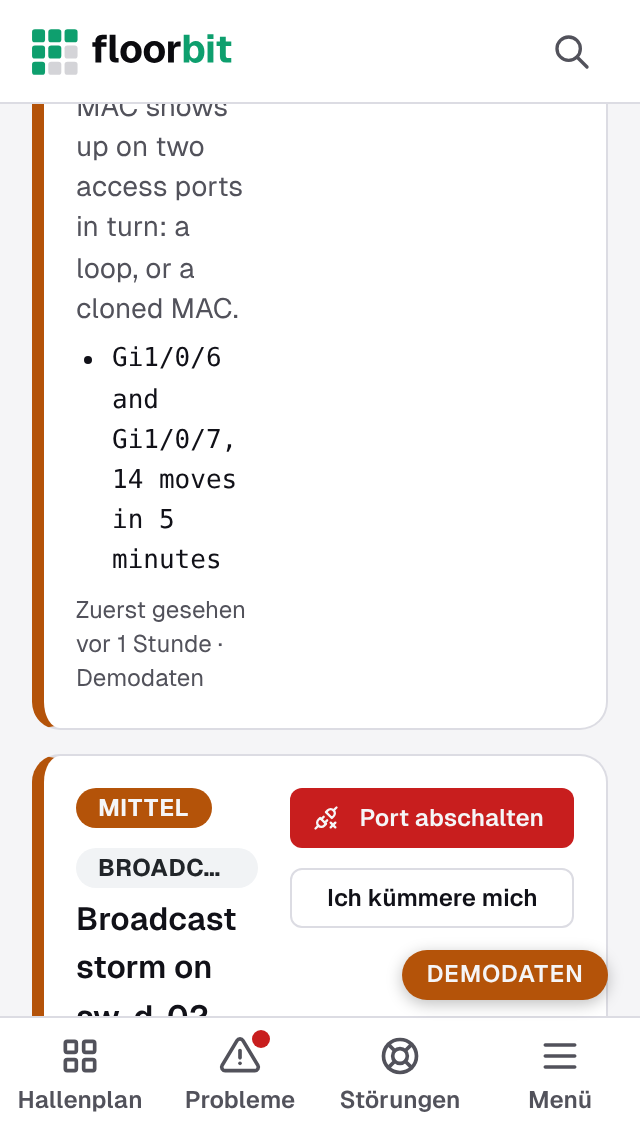 floorbit
MAC shows
up on two
access ports
in turn: a
loop, or a
cloned MAC.
Gi1/0/6
and
Gi1/0/7,
14 moves
in 5
minutes
Zuerst gesehen
vor 1 Stunde ·
Demodaten
MITTEL
BROADC...
Broadcast
storm on
sw-d-02
Port abschalten
Ich kümmere mich
DEMODATEN
Hallenplan
Probleme
Störungen
Menü